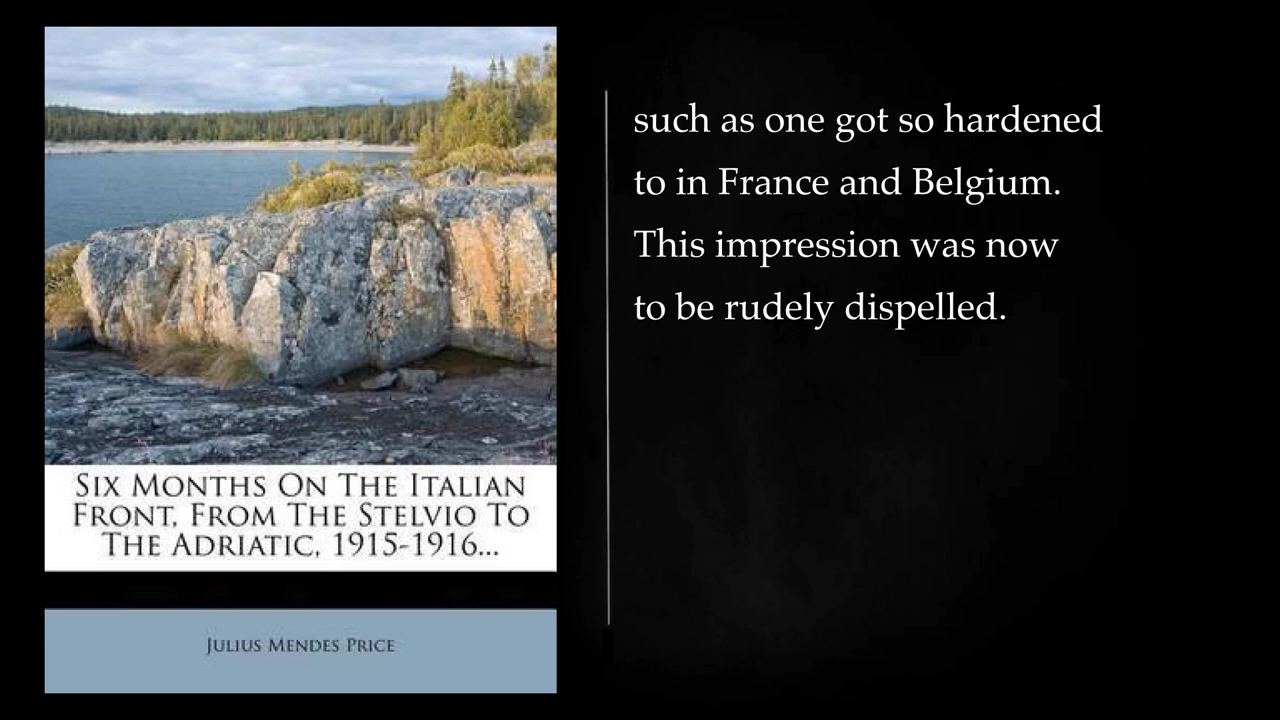 such as one got so hardened
to in France and Belgium.
This impression was now
to be rudely dispelled.
Six Months On The Italian
Front, From The Stelvio To
The Adriatic, 1915-1916...
Julius Mendes Price